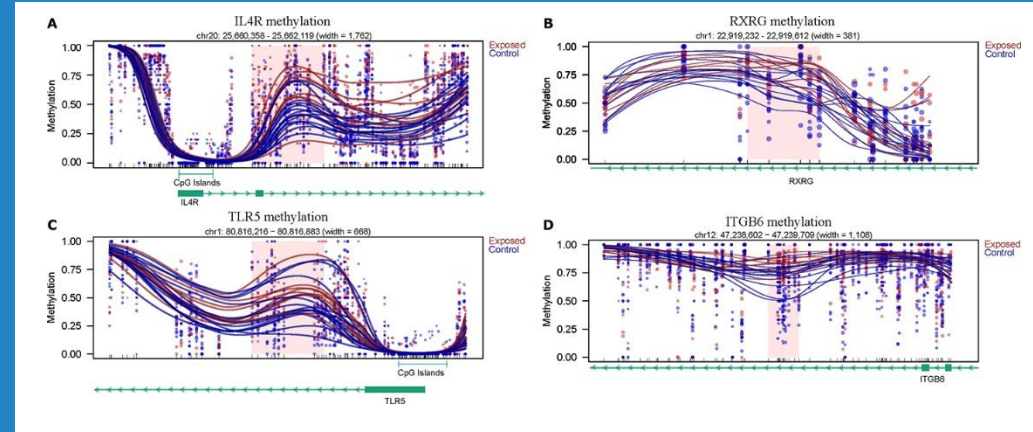 A
IL4R methylation
chr20: 25,660,358 - 25,662,119 (width = 1,762)
Exposed
Control
Methylation
1.00
0.75
0.50
0.25
0.00
CpG Islands
IL4R
B
RXRG methylation
chr1: 22,919,232 - 22,919,612 (width = 381)
Exposed
Control
Methylation
1.00
0.75
0.50
0.25
0.00
RXRG
C
TLR5 methylation
chr1: 80,816,216 − 80,816,883 (width = 668)
Exposed
Control
Methylation
1.00
0.75
0.50
0.25
0.00
CpG Islands
TLR5
D
ITGB6 methylation
chr12: 47,238,602 − 47,239,709 (width = 1,108)
Exposed
Control
Methylation
1.00
0.75
0.50
0.25
0.00
ITGB6